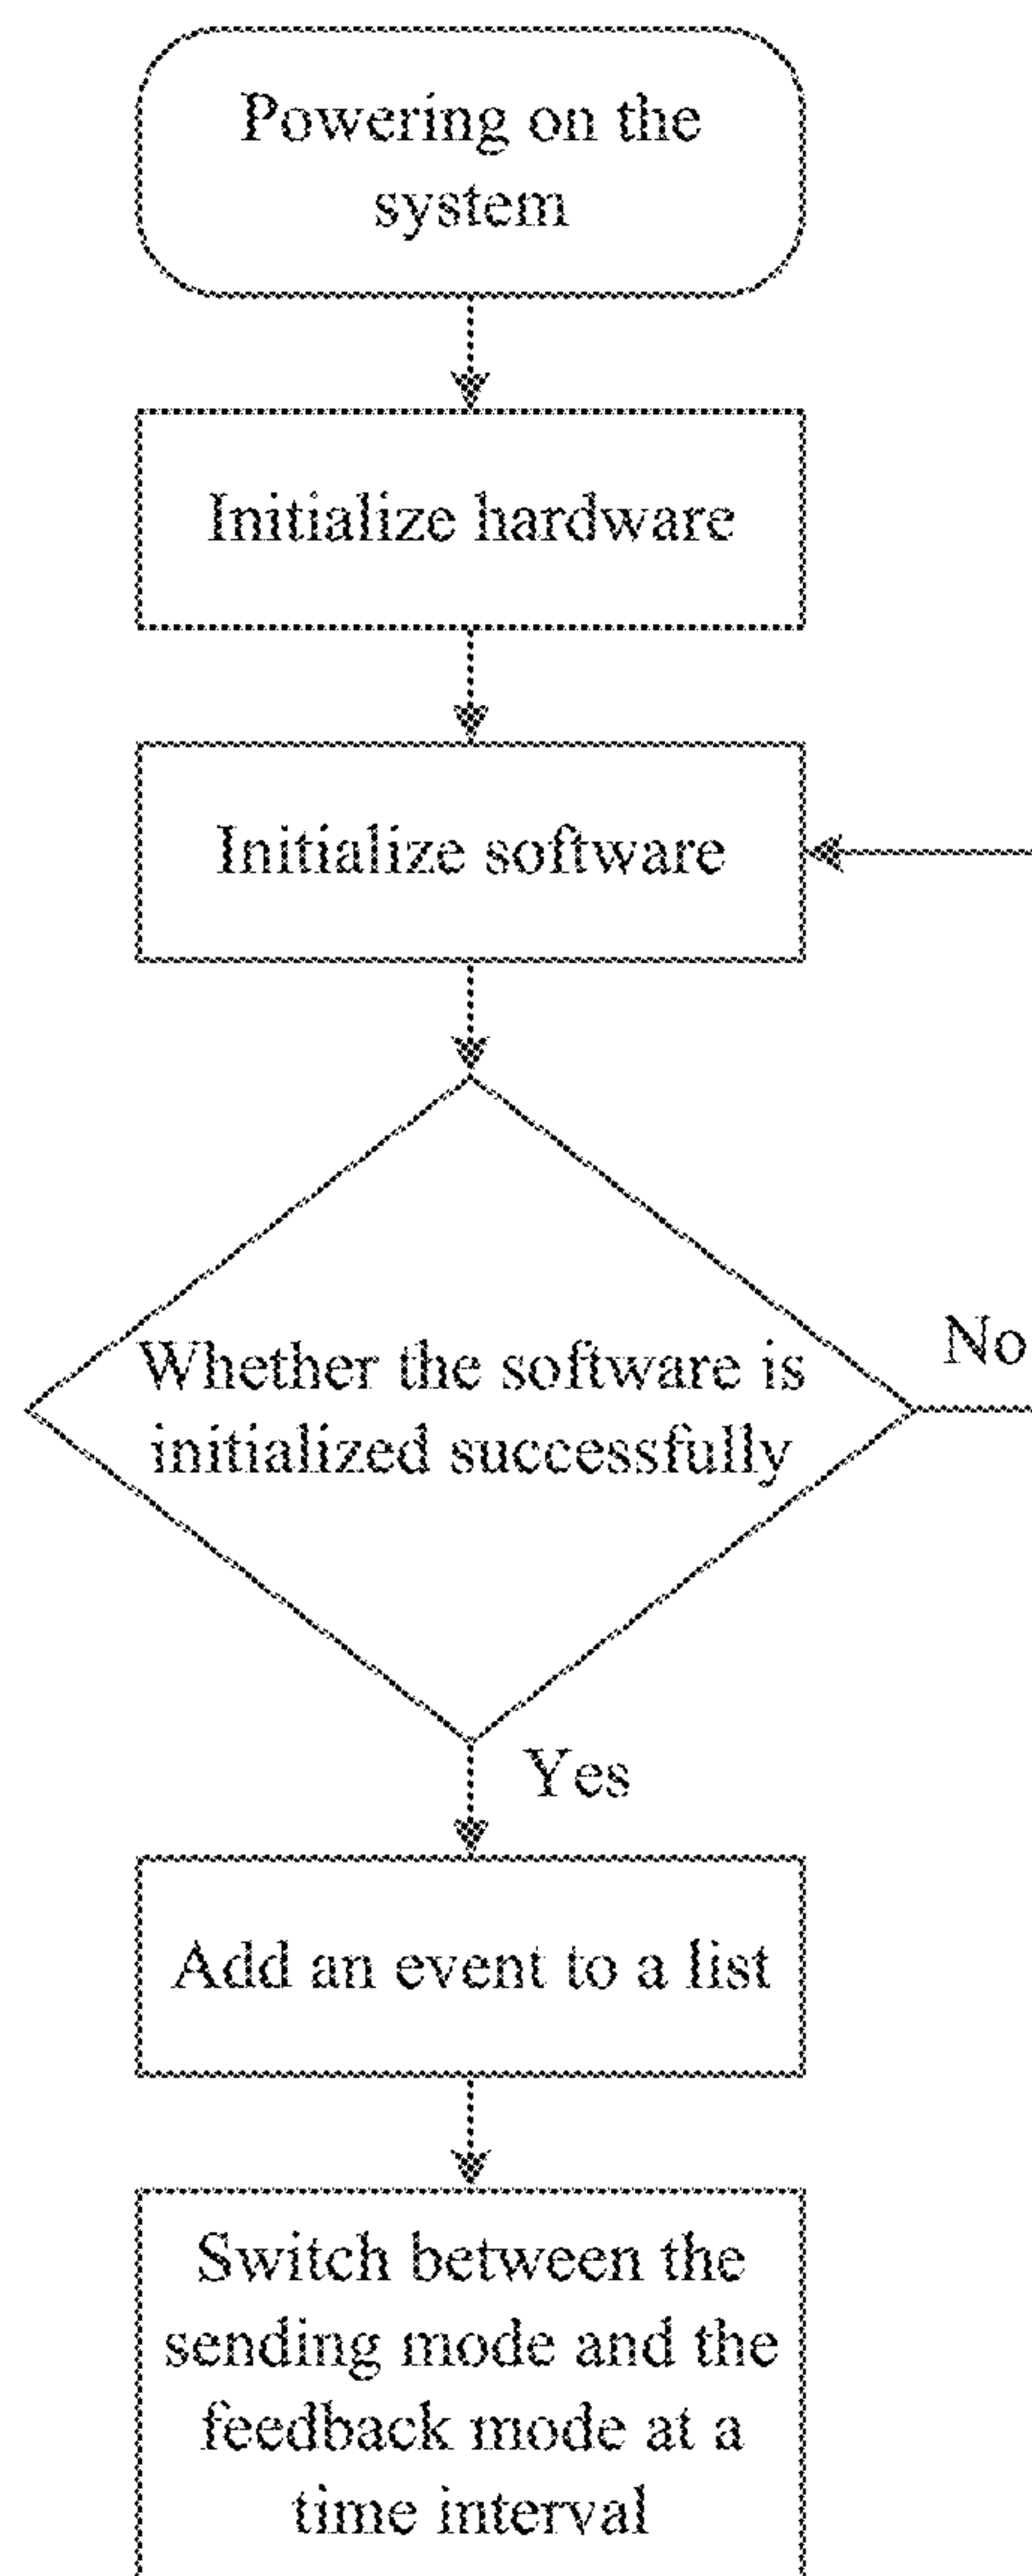 Powering on the
system
Initialize hardware
Initialize software
Whether the software is
initialized successfully
No
Yes
Add an event to a list
Switch between the
sending mode and the
feedback mode at a
time interval